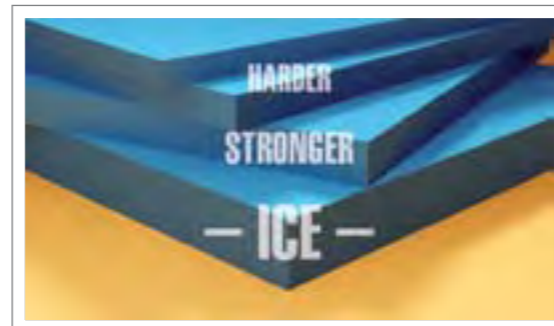 HARDER
STRONGER
— ICE —